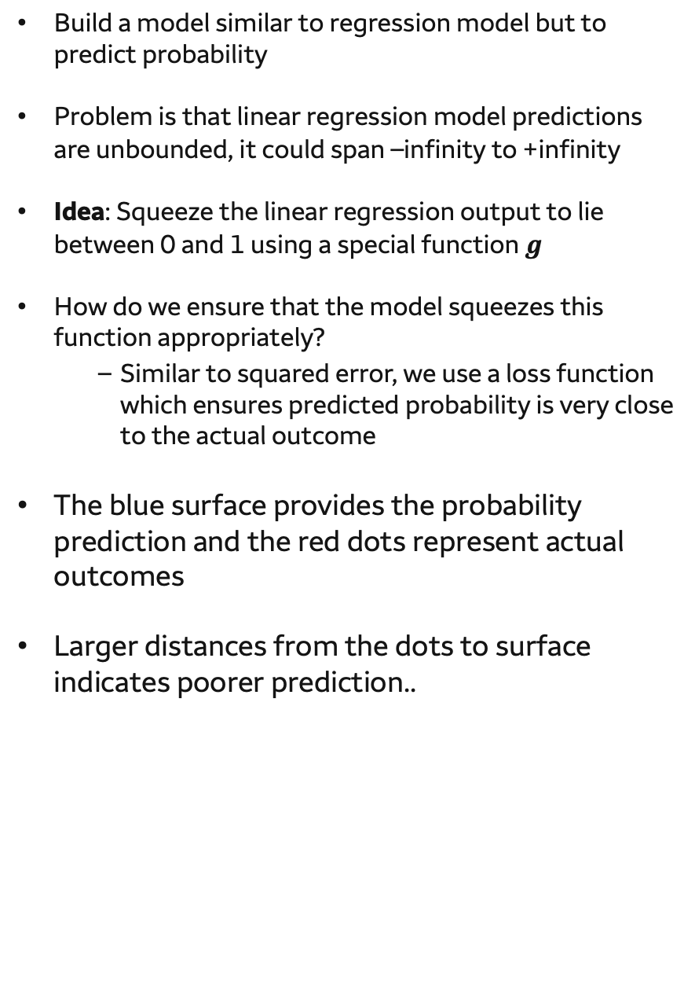 • Build a model similar to regression model but to
predict probability
• Problem is that linear regression model predictions
are unbounded, it could span –infinity to +infinity
• Idea: Squeeze the linear regression output to lie
between 0 and 1 using a special function g
• How do we ensure that the model squeezes this
function appropriately?
– Similar to squared error, we use a loss function
which ensures predicted probability is very close
to the actual outcome
• The blue surface provides the probability
prediction and the red dots represent actual
outcomes
• Larger distances from the dots to surface
indicates poorer prediction..